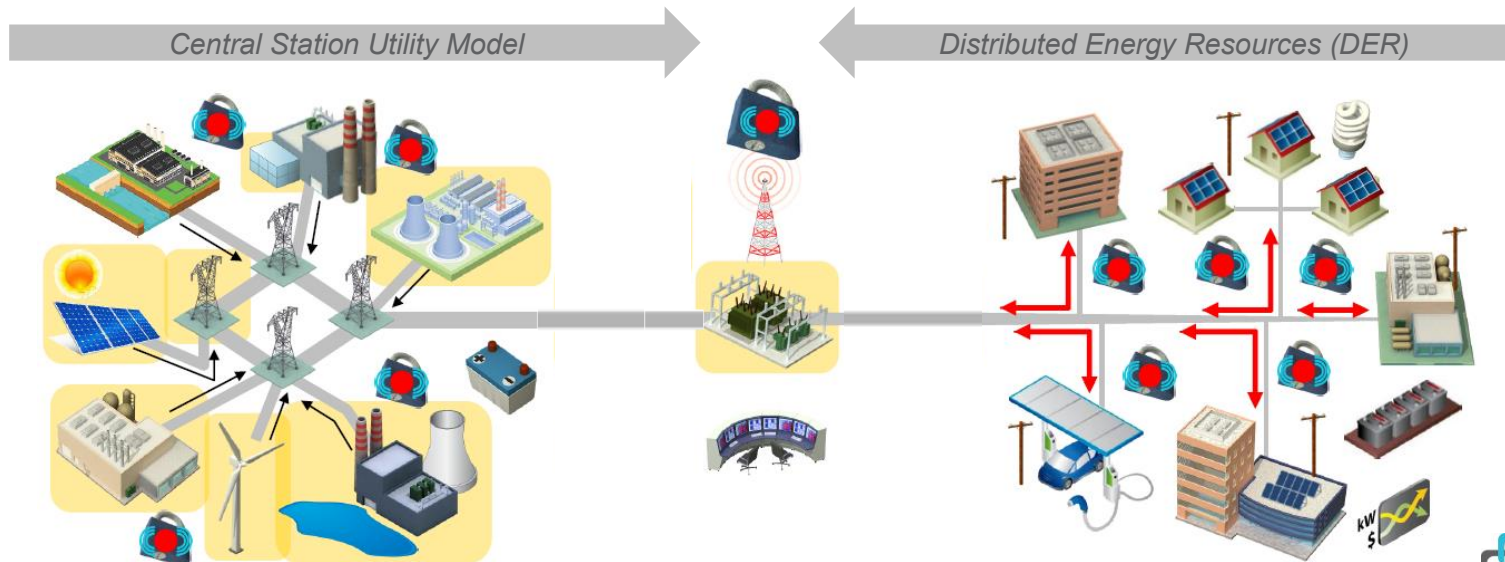 Central Station Utility Model
Distributed Energy Resources (DER)
kW
$